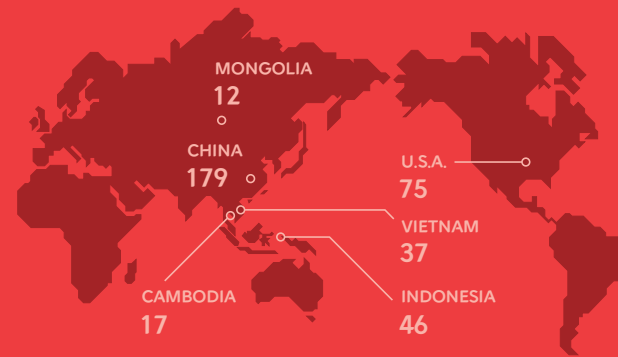 MONGOLIA
12
CHINA
179
U.S.A.
75
VIETNAM
37
CAMBODIA
17
INDONESIA
46